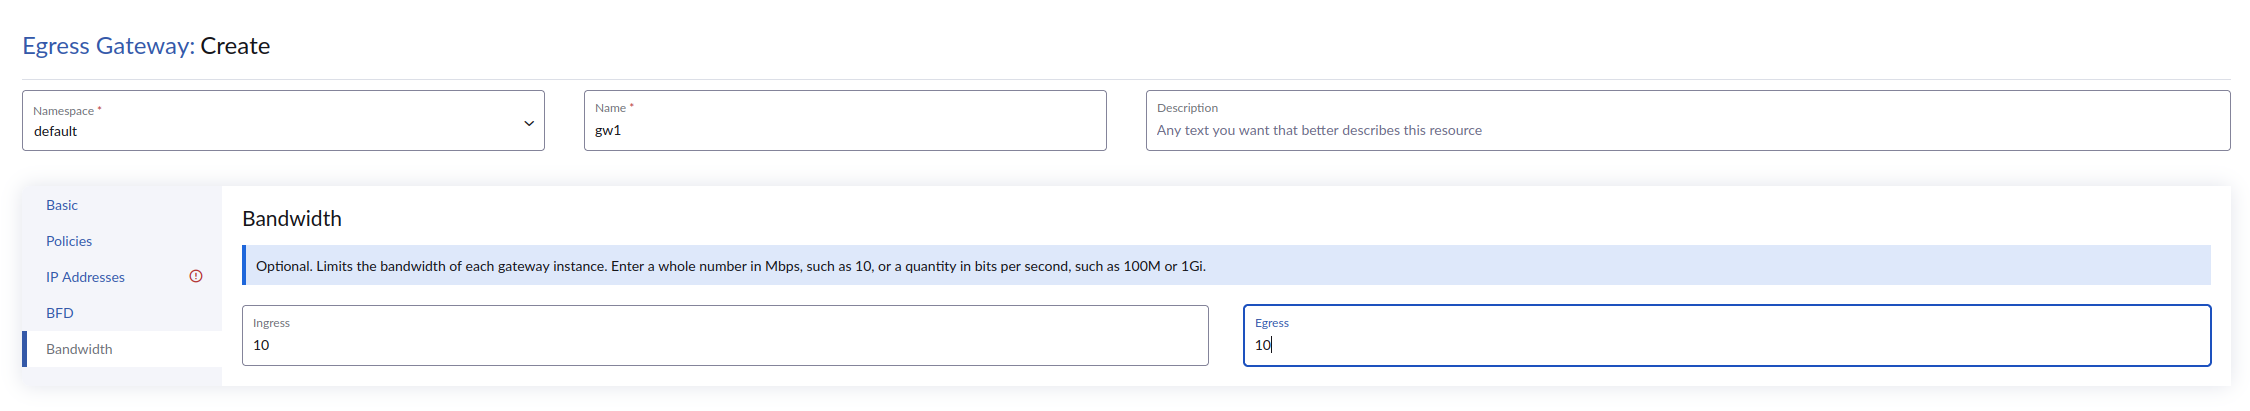 Egress Gateway: Create
Namespace *
default
Name *
gw1
Description
Any text you want that better describes this resource
Basic
Policies
IP Addresses
BFD
Bandwidth
Bandwidth
Optional. Limits the bandwidth of each gateway instance. Enter a whole number in Mbps, such as 10, or a quantity in bits per second, such as 100M or 1Gi.
Ingress
10
Egress
10